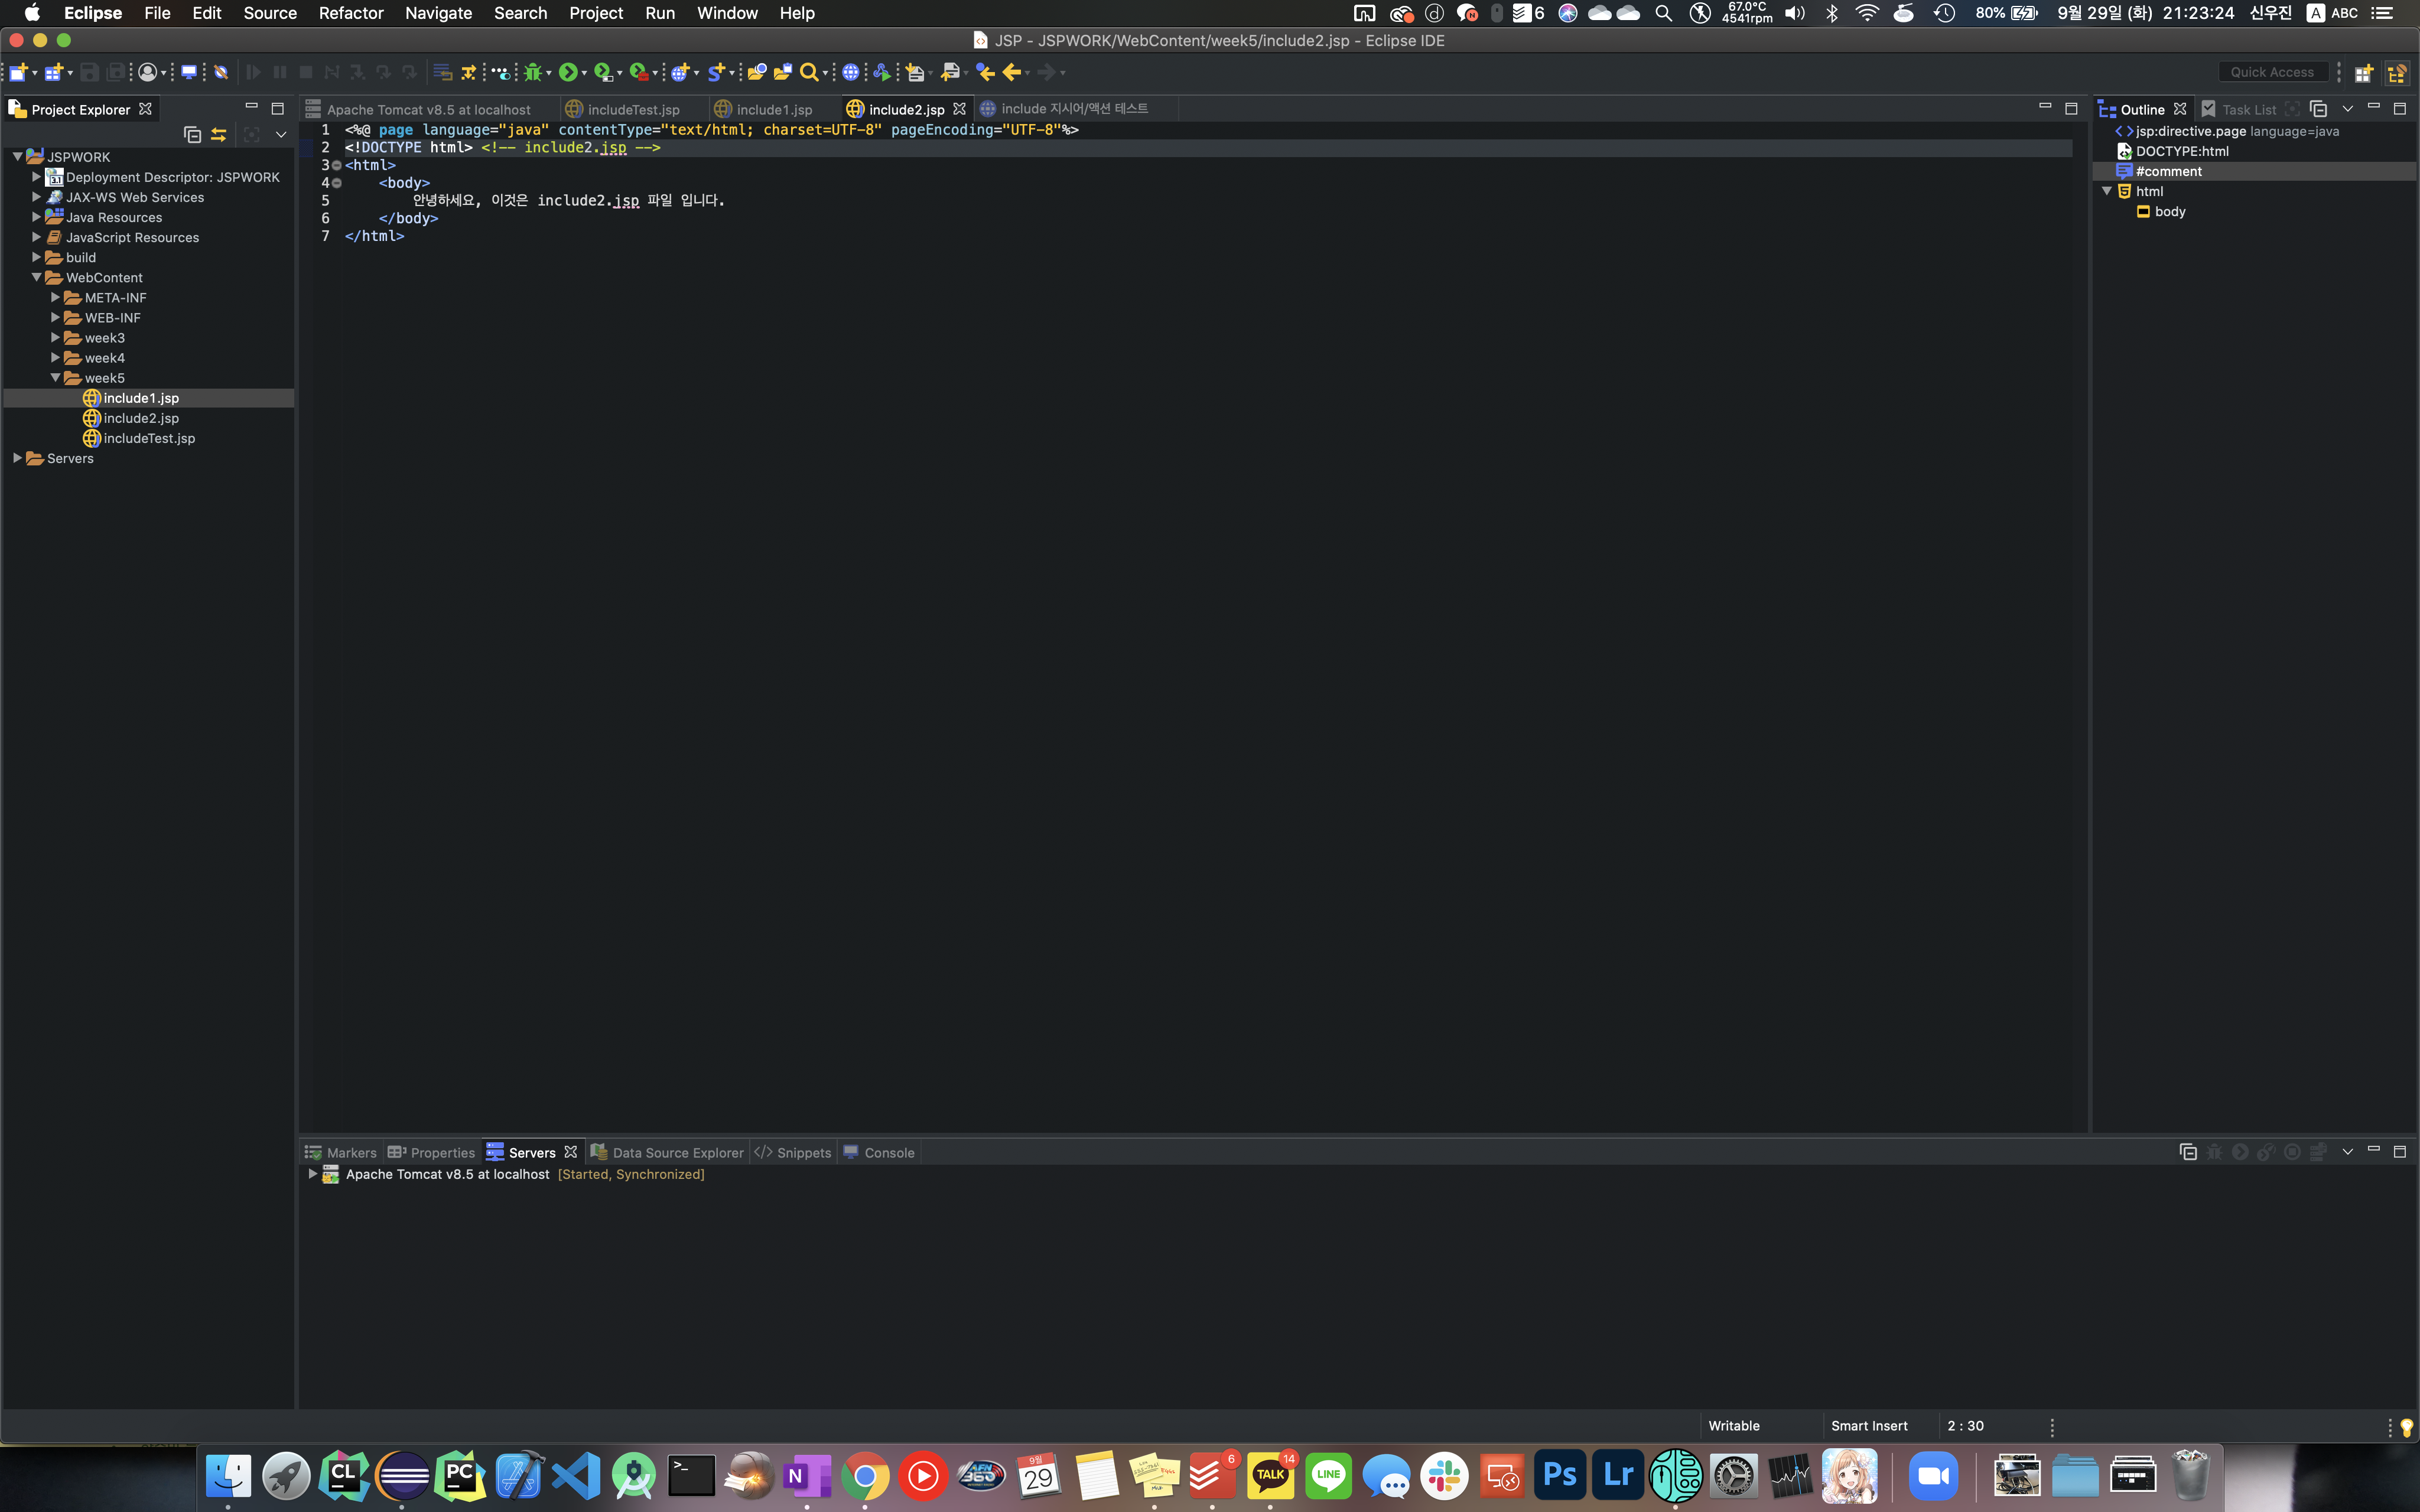 Eclipse File Edit Source Refactor Navigate Search Project Run Window Help
6 67.0°C 4541rpm 80% 9월 29일 (화) 21:23:24 신우진 A ABC
JSP - JSPWORK/WebContent/week5/include2.jsp - Eclipse IDE
Quick Access
Project Explorer
JSPWORK
Deployment Descriptor: JSPWORK
JAX-WS Web Services
Java Resources
JavaScript Resources
build
WebContent
META-INF
WEB-INF
week3
week4
week5
include1.jsp
include2.jsp
includeTest.jsp
Servers
Apache Tomcat v8.5 at localhost includeTest.jsp include1.jsp include2.jsp include 지시어/액션 테스트
1 <%@ page language="java" contentType="text/html; charset=UTF-8" pageEncoding="UTF-8"%>
2 <!DOCTYPE html> <!-- include2.jsp -->
3 <html>
4 <body>
5 안녕하세요, 이것은 include2.jsp 파일 입니다.
6 </body>
7 </html>
Outline Task List
jsp:directive.page language=java
DOCTYPE:html
#comment
html
body
Markers Properties Servers Data Source Explorer Snippets Console
Apache Tomcat v8.5 at localhost [Started, Synchronized]
Writable Smart Insert 2 : 30
CL PC N 9월 29 6 TALK 14 LINE Ps Lr